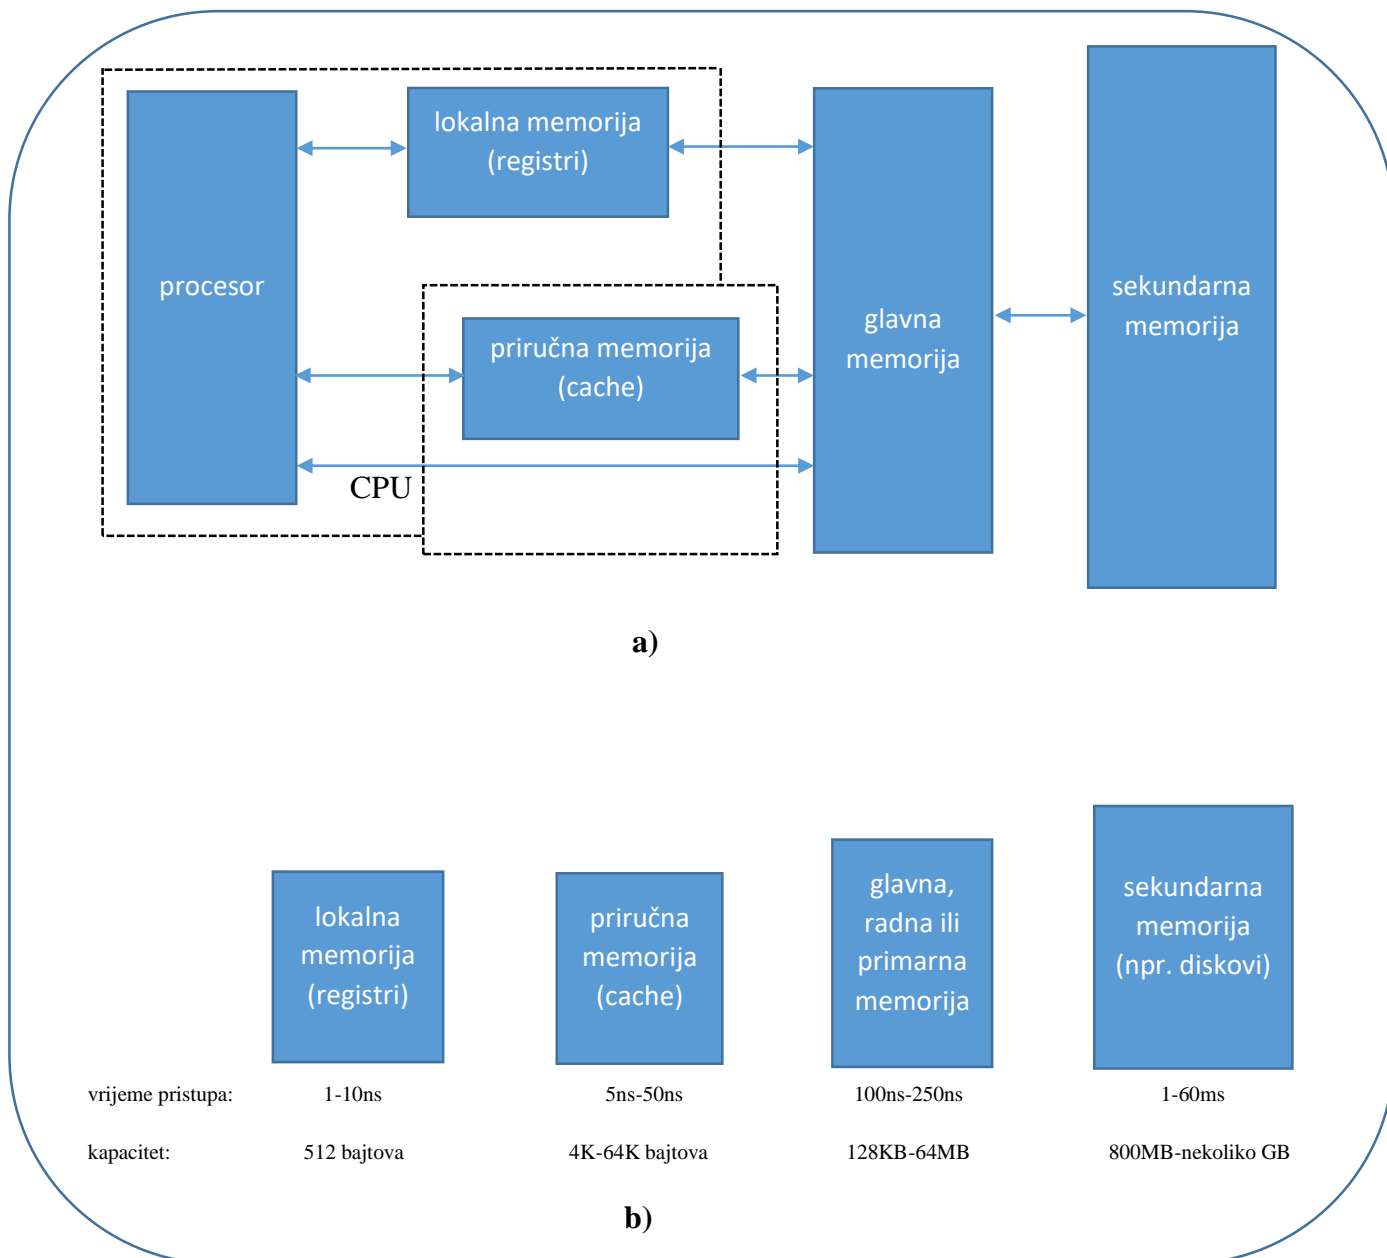 procesor
lokalna memorija
(registri)
priručna memorija
(cache)
CPU
glavna
memorija
sekundarna
memorija
a)
lokalna
memorija
(registri)
priručna
memorija
(cache)
glavna,
radna ili
primarna
memorija
sekundarna
memorija
(npr. diskovi)
vrijeme pristupa: 1-10ns 5ns-50ns 100ns-250ns 1-60ms
kapacitet: 512 bajtova 4K-64K bajtova 128KB-64MB 800MB-nekoliko GB
b)